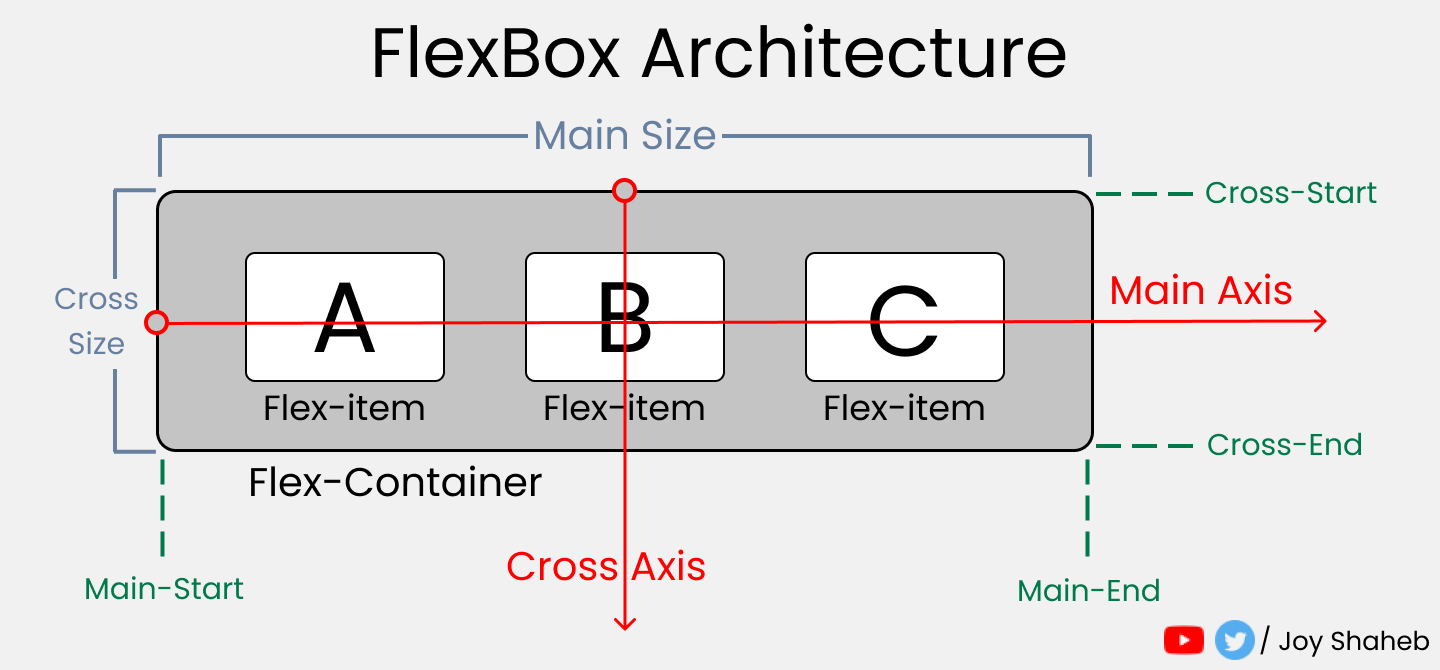 FlexBox Architecture
Main Size
Cross-Start
Cross
Size
Main Axis
A
B
C
Flex-item
Flex-item
Flex-item
Cross-End
Flex-Container
Cross Axis
Main-Start
Main-End
/ Joy Shaheb